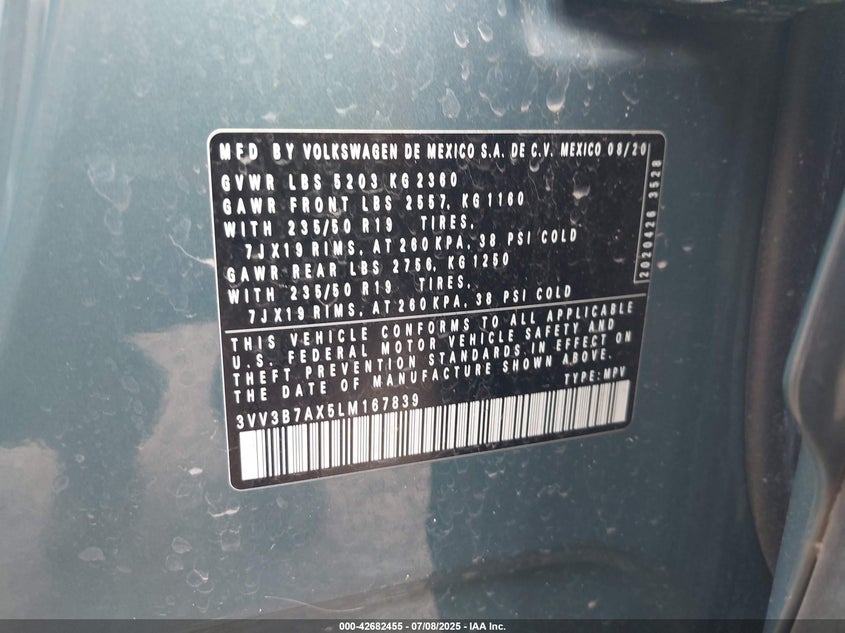 MFD BY VOLKSWAGEN DE MEXICO S.A. DE C.V. MEXICO 08/20
GVWR LBS 5203 KG 2360
GAWR FRONT LBS 2557, KG 1160
WITH 235/50 R19 TIRES,
7JX19 RIMS, AT 260 KPA, 38 PSI COLD
GAWR REAR LBS 2756, KG 1250
WITH 235/50 R19 TIRES,
7JX19 RIMS, AT 260 KPA, 38 PSI COLD
2020426 3528
THIS VEHICLE CONFORMS TO ALL APPLICABLE
U.S. FEDERAL MOTOR VEHICLE SAFETY AND
THEFT PREVENTION STANDARDS IN EFFECT ON
THE DATE OF MANUFACTURE SHOWN ABOVE.
TYPE: MPV
3VV3B7AX5LM167839
000-42682455 - 07/08/2025 - IAA Inc.